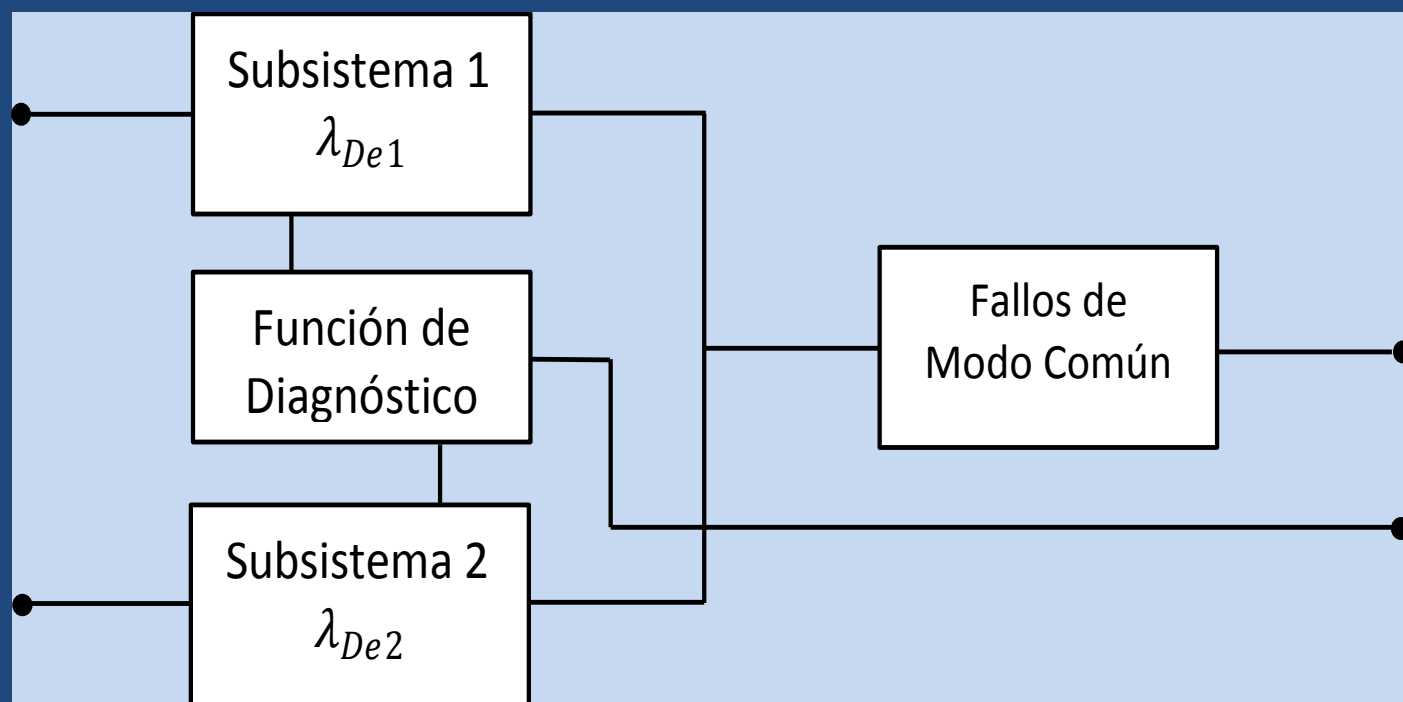 Subsistema 1
λDe1
Función de
Diagnóstico
Subsistema 2
λDe2
Fallos de
Modo Común